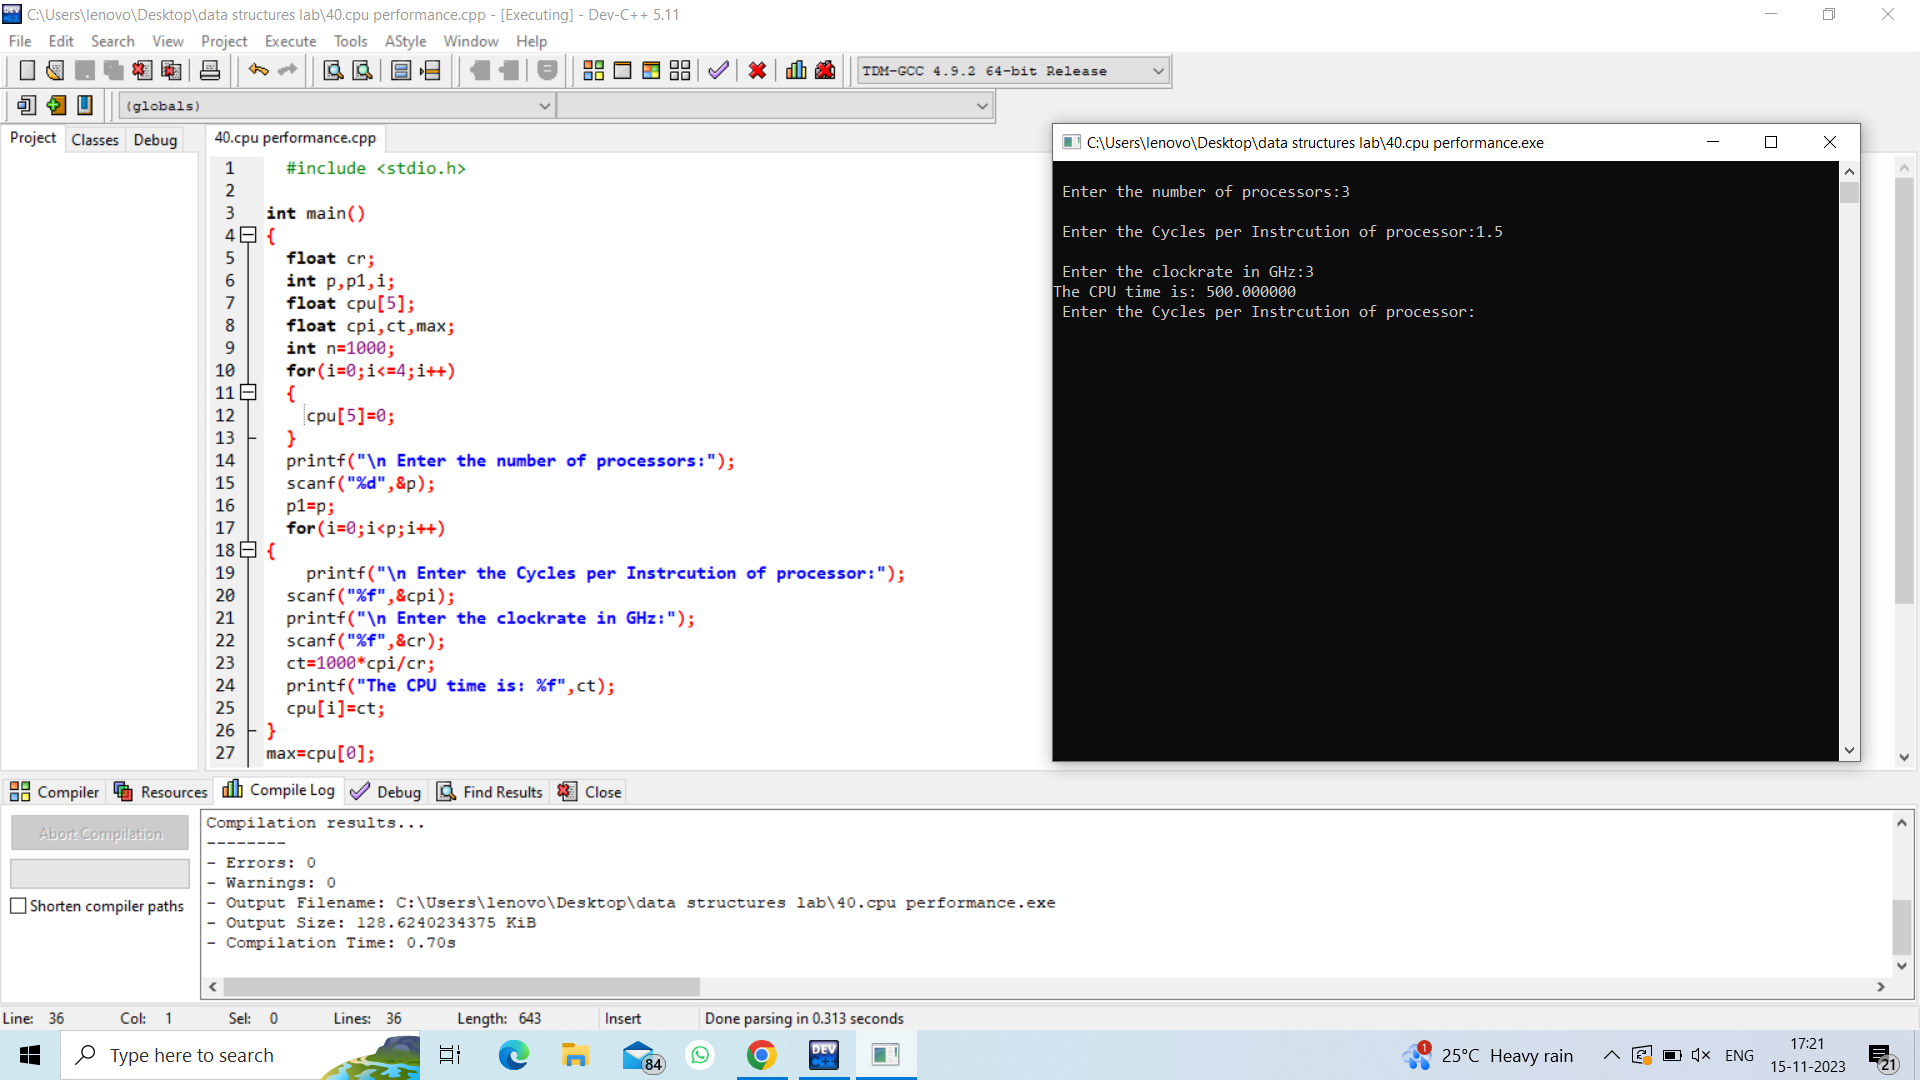 C:\Users\lenovo\Desktop\data structures lab\40.cpu performance.cpp - [Executing] - Dev-C++ 5.11
File Edit Search View Project Execute Tools AStyle Window Help
TDM-GCC 4.9.2 64-bit Release
(globals)
Project Classes Debug
40.cpu performance.cpp
1 #include <stdio.h>
2
3 int main()
4 {
5 float cr;
6 int p,p1,i;
7 float cpu[5];
8 float cpi,ct,max;
9 int n=1000;
10 for(i=0;i<=4;i++)
11 {
12 cpu[5]=0;
13 }
14 printf("\n Enter the number of processors:");
15 scanf("%d",&p);
16 p1=p;
17 for(i=0;i<p;i++)
18 {
19 printf("\n Enter the Cycles per Instrcution of processor:");
20 scanf("%f",&cpi);
21 printf("\n Enter the clockrate in GHz:");
22 scanf("%f",&cr);
23 ct=1000*cpi/cr;
24 printf("The CPU time is: %f",ct);
25 cpu[i]=ct;
26 }
27 max=cpu[0];
C:\Users\lenovo\Desktop\data structures lab\40.cpu performance.exe
Enter the number of processors:3
Enter the Cycles per Instrcution of processor:1.5
Enter the clockrate in GHz:3
The CPU time is: 500.000000
Enter the Cycles per Instrcution of processor:
Compiler Resources Compile Log Debug Find Results Close
Abort Compilation
Shorten compiler paths
Compilation results...
--------
- Errors: 0
- Warnings: 0
- Output Filename: C:\Users\lenovo\Desktop\data structures lab\40.cpu performance.exe
- Output Size: 128.6240234375 KiB
- Compilation Time: 0.70s
Line: 36 Col: 1 Sel: 0 Lines: 36 Length: 643 Insert Done parsing in 0.313 seconds
Type here to search
84
DEV C++
1
25°C Heavy rain
ENG
17:21
15-11-2023
21